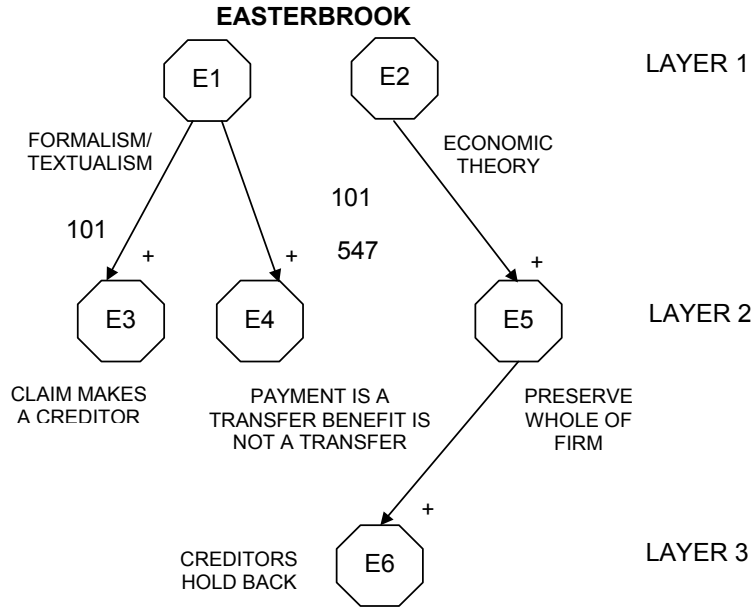 EASTERBROOK
E1
E2
LAYER 1
FORMALISM/
TEXTUALISM
ECONOMIC
THEORY
101
101
547
+
+
+
E3
E4
E5
LAYER 2
CLAIM MAKES
A CREDITOR
PAYMENT IS A
TRANSFER BENEFIT IS
NOT A TRANSFER
PRESERVE
WHOLE OF
FIRM
+
CREDITORS
HOLD BACK
E6
LAYER 3